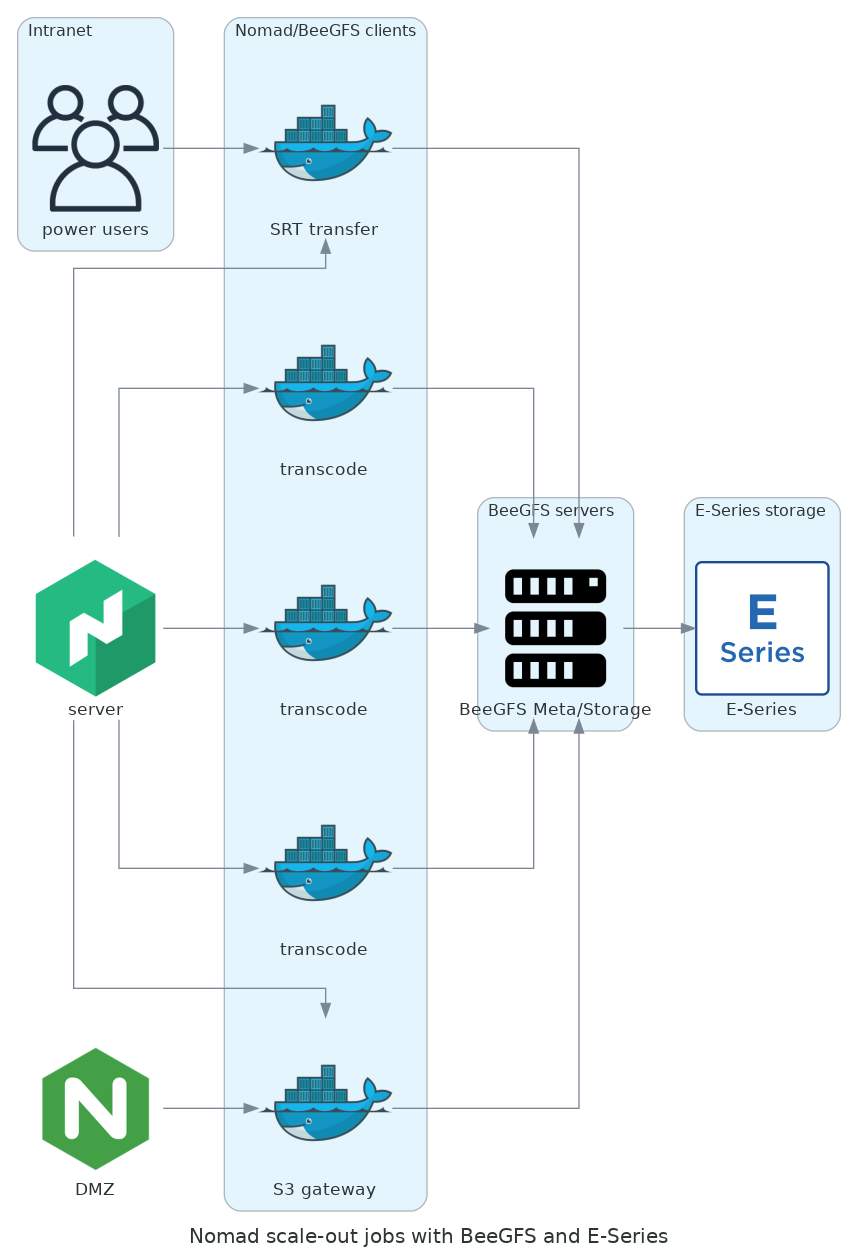 Intranet
Nomad/BeeGFS clients
power users
SRT transfer
transcode
BeeGFS servers
E-Series storage
E
Series
server
transcode
BeeGFS Meta/Storage
E-Series
transcode
N
DMZ
S3 gateway
Nomad scale-out jobs with BeeGFS and E-Series